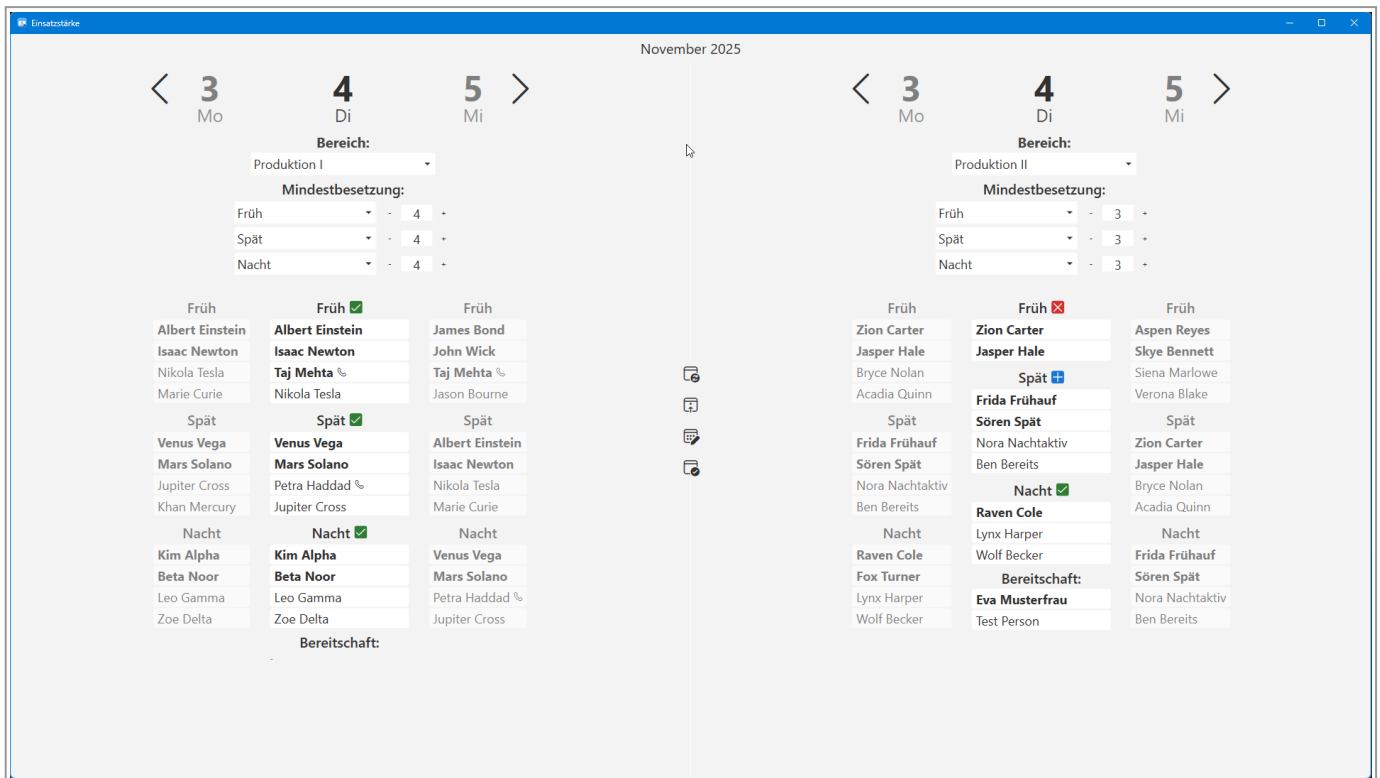 Einsatzstärke
November 2025
3 4 5
Mo Di Mi
Bereich:
Produktion I
Mindestbesetzung:
Früh - 4 +
Spät - 4 +
Nacht - 4 +
Früh Früh Früh
Albert Einstein Albert Einstein James Bond
Isaac Newton Isaac Newton John Wick
Nikola Tesla Taj Mehta Taj Mehta
Marie Curie Nikola Tesla Jason Bourne
Spät Spät Spät
Venus Vega Venus Vega Albert Einstein
Mars Solano Mars Solano Isaac Newton
Jupiter Cross Petra Haddad Nikola Tesla
Khan Mercury Jupiter Cross Marie Curie
Nacht Nacht Nacht
Kim Alpha Kim Alpha Venus Vega
Beta Noor Beta Noor Mars Solano
Leo Gamma Leo Gamma Petra Haddad
Zoe Delta Zoe Delta Jupiter Cross
Bereitschaft:
-
3 4 5
Mo Di Mi
Bereich:
Produktion II
Mindestbesetzung:
Früh - 3 +
Spät - 3 +
Nacht - 3 +
Früh
Zion Carter
Jasper Hale
Bryce Nolan
Acadia Quinn
Spät
Frida Frühauf
Sören Spät
Nora Nachtaktiv
Ben Bereits
Nacht
Raven Cole
Fox Turner
Lynx Harper
Wolf Becker
Früh
Zion Carter
Jasper Hale
Spät
Frida Frühauf
Sören Spät
Nora Nachtaktiv
Ben Bereits
Nacht
Raven Cole
Lynx Harper
Wolf Becker
Bereitschaft:
Eva Musterfrau
Test Person
Früh
Aspen Reyes
Skye Bennett
Siena Marlowe
Verona Blake
Spät
Zion Carter
Jasper Hale
Bryce Nolan
Acadia Quinn
Nacht
Frida Frühauf
Sören Spät
Nora Nachtaktiv
Ben Bereits